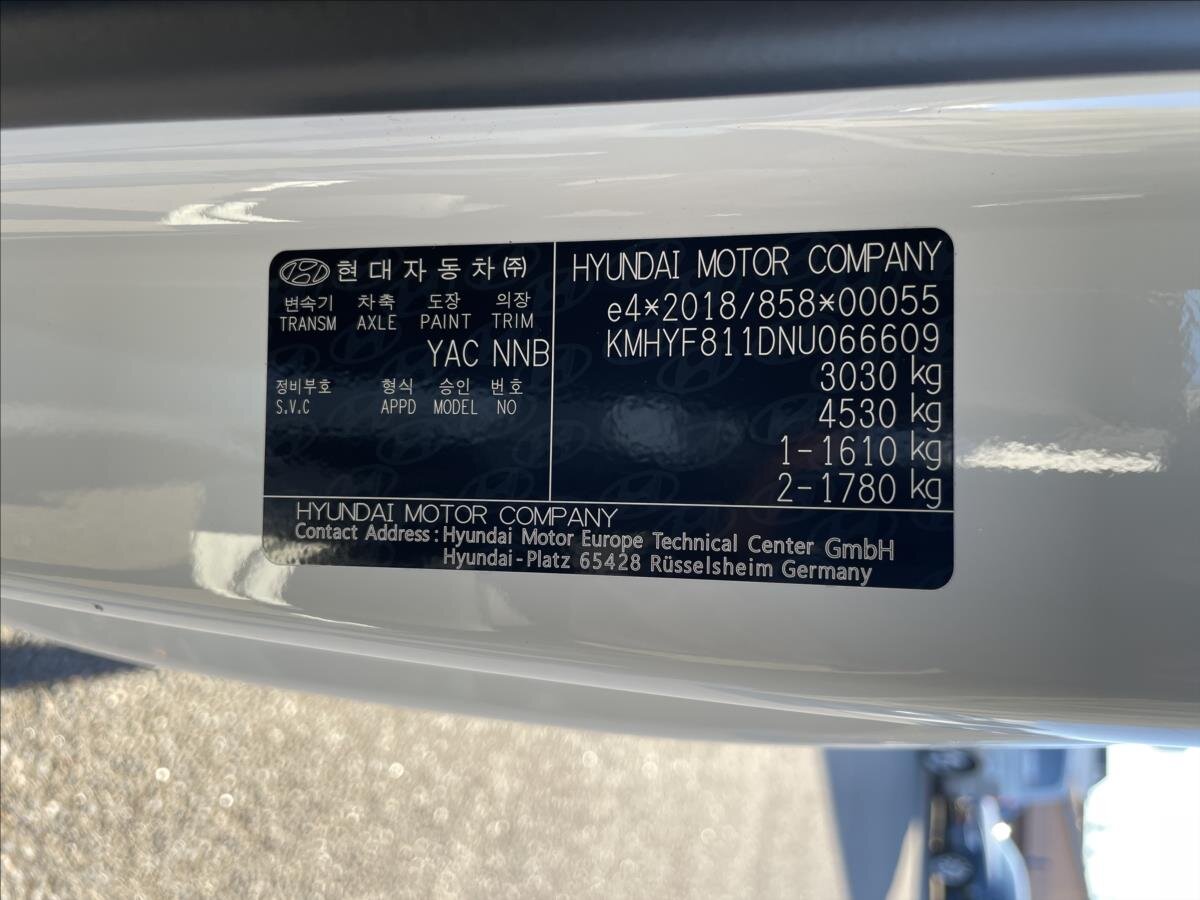 현대자동차(주)
변속기 차축 도장 의장
TRANSM AXLE PAINT TRIM
YAC NNB
정비부호 형식 승인 번호
S.V.C APPD MODEL NO
HYUNDAI MOTOR COMPANY
e4*2018/858*00055
KMHYF811DNU066609
3030 kg
4530 kg
1-1610 kg
2-1780 kg
HYUNDAI MOTOR COMPANY
Contact Address : Hyundai Motor Europe Technical Center GmbH
Hyundai-Platz 65428 Rüsselsheim Germany